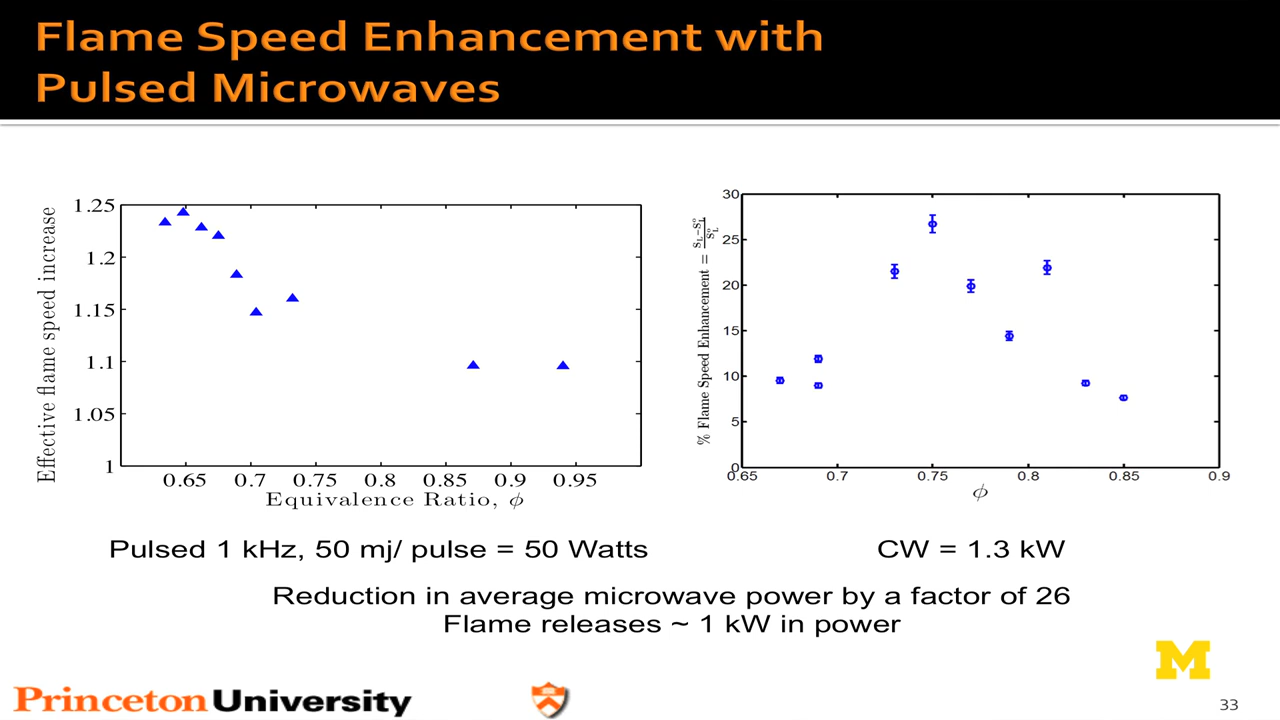 Flame Speed Enhancement with
Pulsed Microwaves
Effective flame speed increase
1.25
1.2
1.15
1.1
1.05
1
0.65 0.7 0.75 0.8 0.85 0.9 0.95
Equivalence Ratio, ϕ
% Flame Speed Enhancement = S_L−S_L^o / S_L^o
30
25
20
15
10
5
0
0.65 0.7 0.75 0.8 0.85 0.9
ϕ
Pulsed 1 kHz, 50 mj/ pulse = 50 Watts
CW = 1.3 kW
Reduction in average microwave power by a factor of 26
Flame releases ~ 1 kW in power
M
Princeton University
33